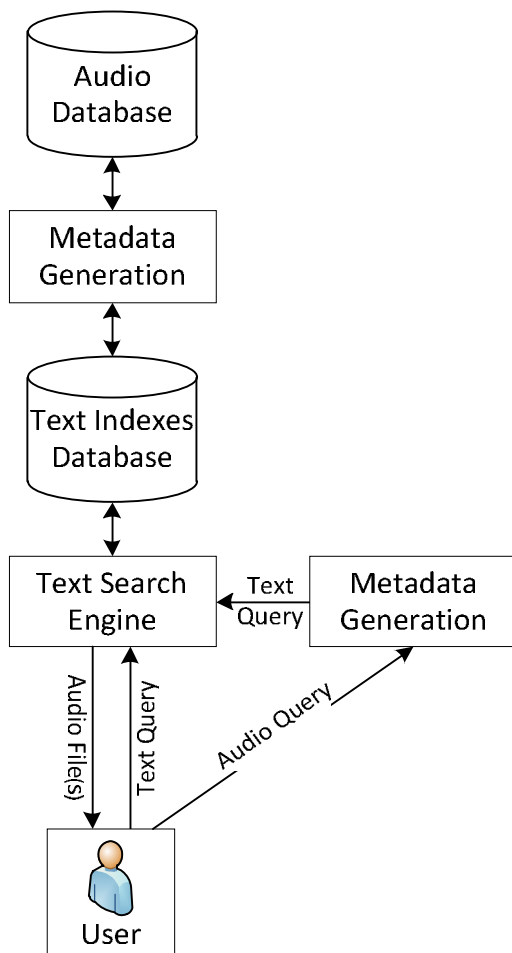 Audio
Database
Metadata
Generation
Text Indexes
Database
Text Search
Engine
Text
Query
Metadata
Generation
Audio File(s)
Text Query
Audio Query
User